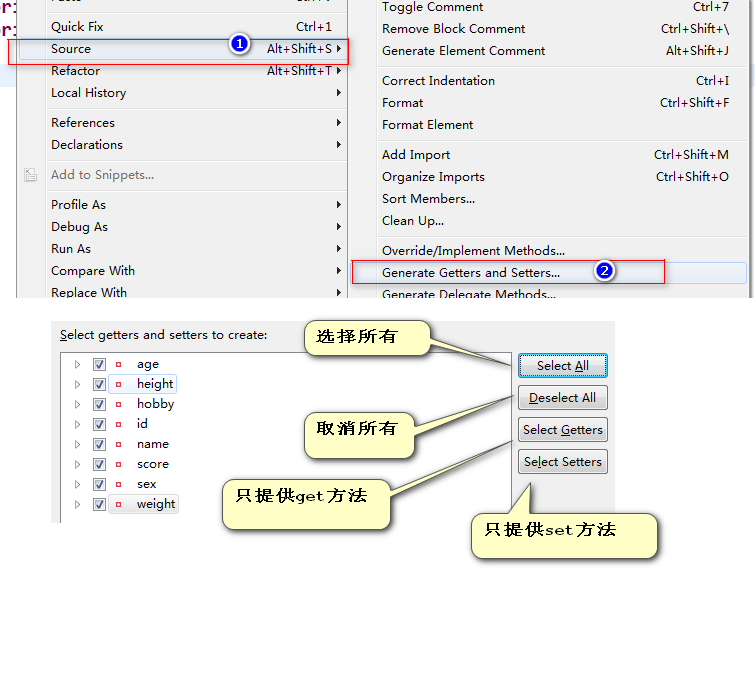 Quick Fix Ctrl+1
Source Alt+Shift+S
1
Refactor Alt+Shift+T
Local History
References
Declarations
Add to Snippets...
Profile As
Debug As
Run As
Compare With
Replace With
Toggle Comment Ctrl+7
Remove Block Comment Ctrl+Shift+\
Generate Element Comment Alt+Shift+J
Correct Indentation Ctrl+I
Format Ctrl+Shift+F
Format Element
Add Import Ctrl+Shift+M
Organize Imports Ctrl+Shift+O
Sort Members...
Clean Up...
Override/Implement Methods...
Generate Getters and Setters...
2
Generate Delegate Methods...
Select getters and setters to create:
age
height
hobby
id
name
score
sex
weight
选择所有
Select All
取消所有
Deselect All
Select Getters
只提供get方法
Select Setters
只提供set方法